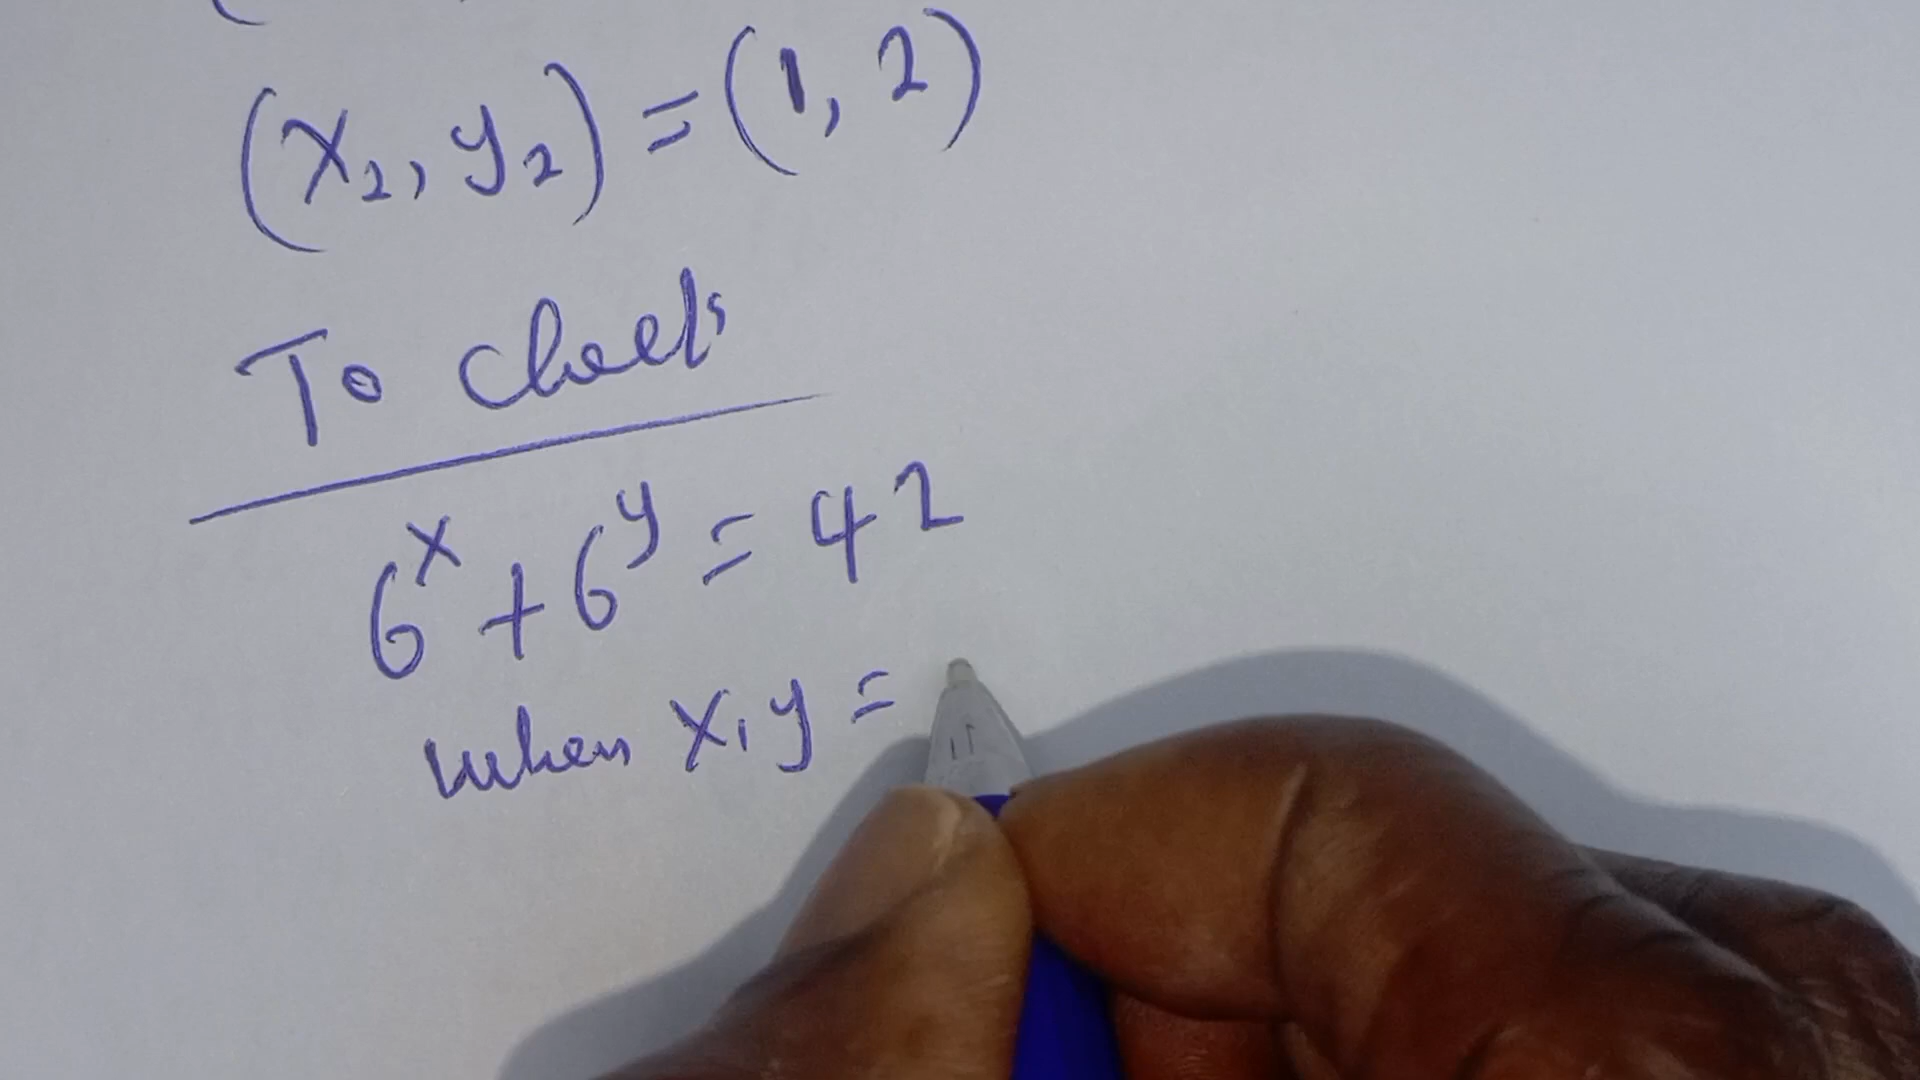 (x₂, y₂) = (1, 2)
To check
6^x + 6^y = 42
when x, y =